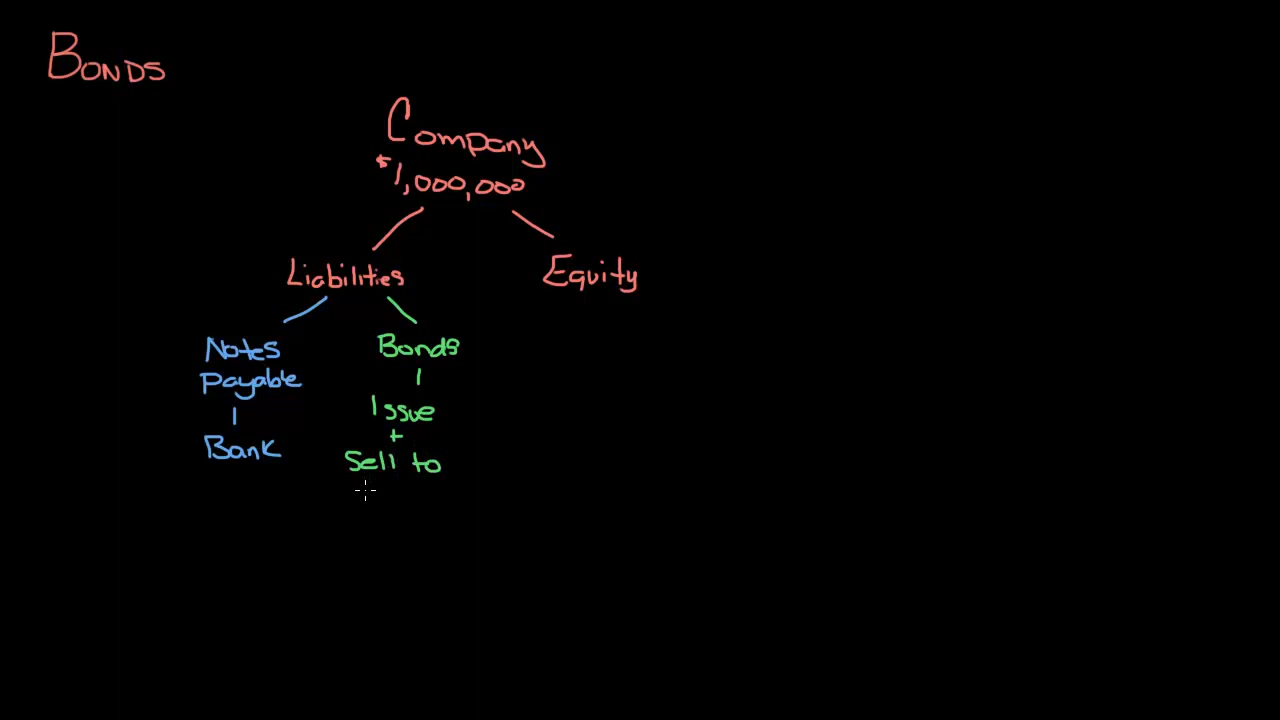 Bonds
Company
$1,000,000
Liabilities
Equity
Notes
Payable
Bonds
Issue
+
Bank
Sell to